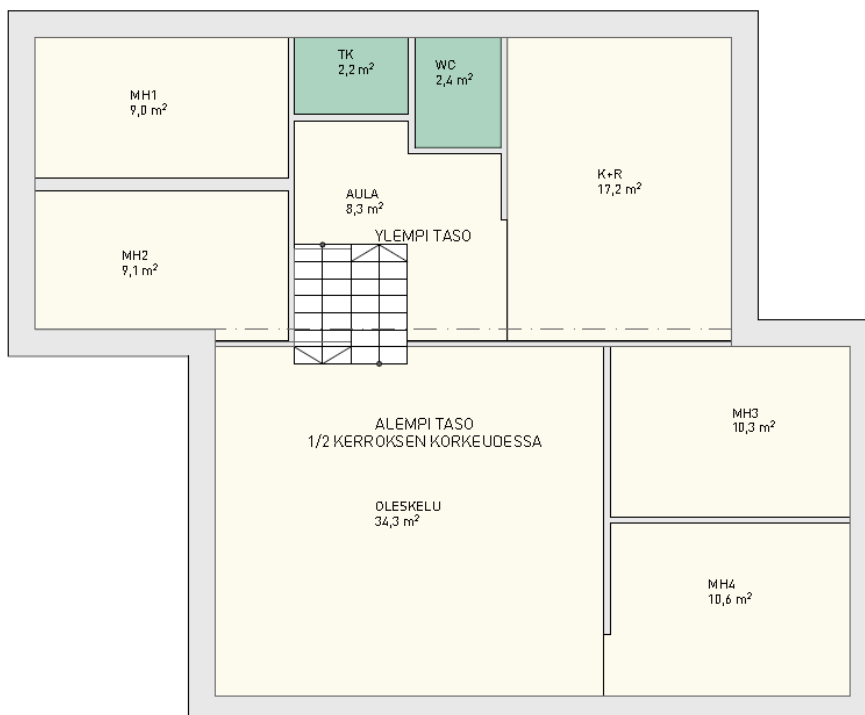 MH1
9,0 m²
TK
2,2 m²
WC
2,4 m²
K+R
17,2 m²
AULA
8,3 m²
YLEMPI TASO
MH2
9,1 m²
ALEMPI TASO
1/2 KERROKSEN KORKEUDESSA
MH3
10,3 m²
OLESKELU
34,3 m²
MH4
10,6 m²